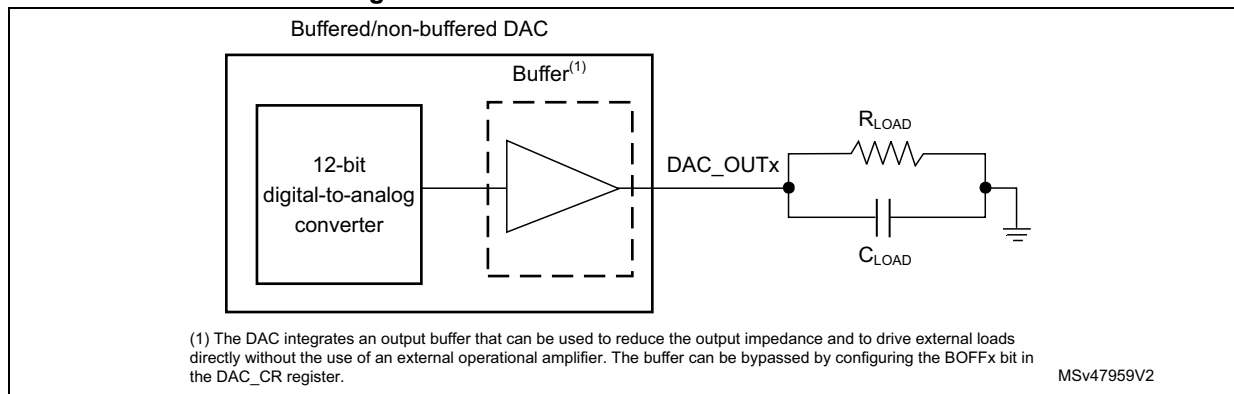 Buffered/non-buffered DAC
Buffer(1)
12-bit
digital-to-analog
converter
DAC_OUTx
RLOAD
CLOAD
(1) The DAC integrates an output buffer that can be used to reduce the output impedance and to drive external loads
directly without the use of an external operational amplifier. The buffer can be bypassed by configuring the BOFFx bit in
the DAC_CR register.
MSv47959V2